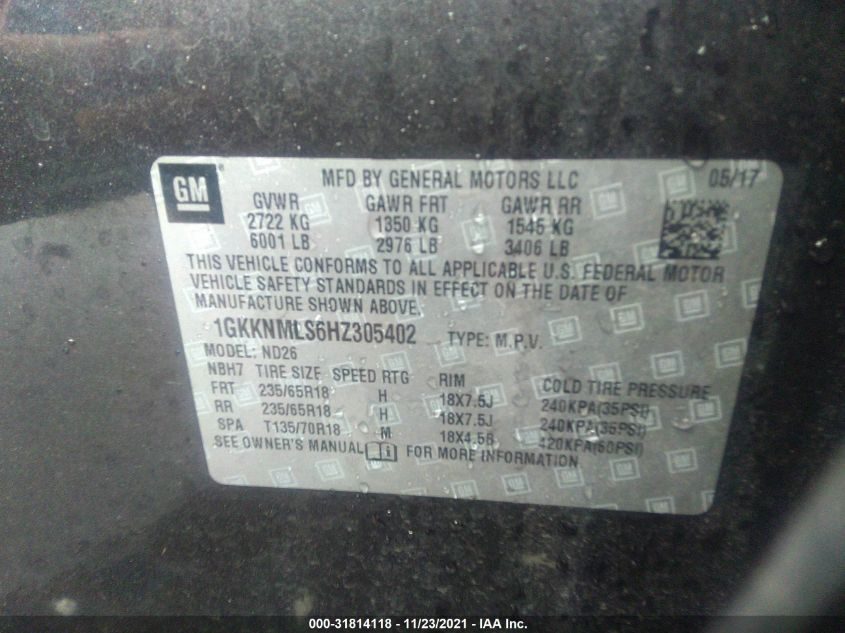 GM
MFD BY GENERAL MOTORS LLC 05/17
GVWR GAWR FRT GAWR RR
2722 KG 1350 KG 1545 KG
6001 LB 2976 LB 3406 LB
THIS VEHICLE CONFORMS TO ALL APPLICABLE U.S. FEDERAL MOTOR
VEHICLE SAFETY STANDARDS IN EFFECT ON THE DATE OF
MANUFACTURE SHOWN ABOVE.
1GKKNMLS6HZ305402 TYPE: M.P.V.
MODEL: ND26
NBH7 TIRE SIZE SPEED RTG RIM COLD TIRE PRESSURE
FRT 235/65R18 H 18X7.5J 240KPA(35PSI)
RR 235/65R18 H 18X7.5J 240KPA(35PSI)
SPA T135/70R18 M 18X4.5B 420KPA(60PSI)
SEE OWNER'S MANUAL FOR MORE INFORMATION
000-31814118 - 11/23/2021 - IAA Inc.